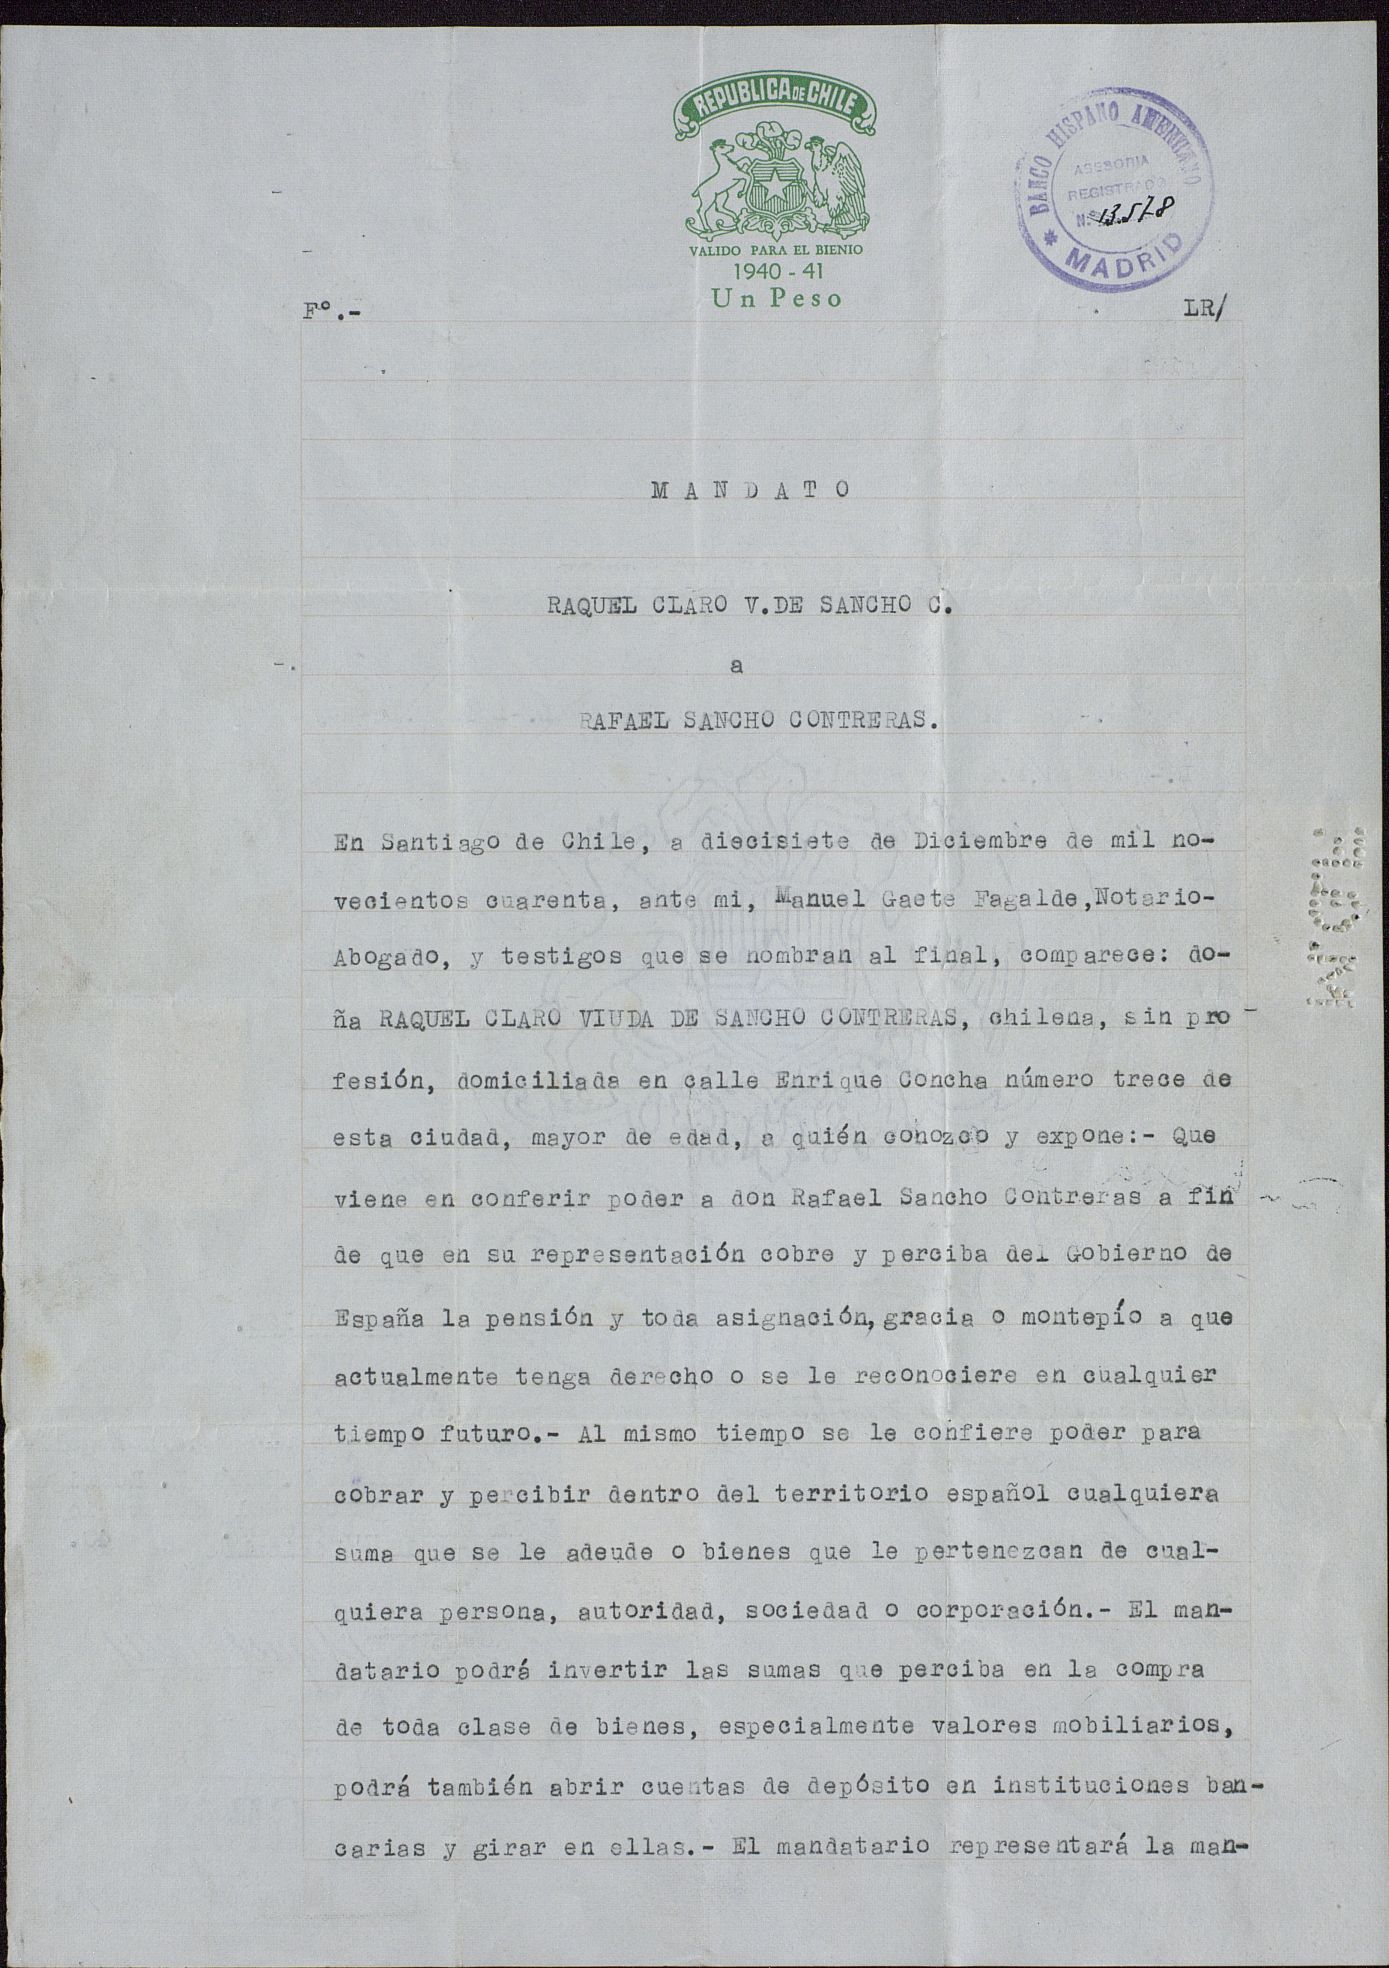 REPUBLICA DE CHILE
VALIDO PARA EL BIENIO
1940 - 41
Un Peso
BANCO HISPANO AMERICANO
ASESORIA
REGISTRADO
N.º 13.578
* MADRID
Fº.-
LR/
M A N D A T O
RAQUEL CLARO V.DE SANCHO C.
a
RAFAEL SANCHO CONTRERAS.
En Santiago de Chile, a diecisiete de Diciembre de mil no-
vecientos cuarenta, ante mi, Manuel Gaete Fagalde,Notario-
Abogado, y testigos que se nombran al final, comparece: do-
ña RAQUEL CLARO VIUDA DE SANCHO CONTRERAS, chilena, sin pro-
fesión, domiciliada en calle Enrique Concha número trece de
esta ciudad, mayor de edad, a quién conozco y expone:- Que
viene en conferir poder a don Rafael Sancho Contreras a fin
de que en su representación cobre y perciba del Gobierno de
España la pensión y toda asignación, gracia o montepío a que
actualmente tenga derecho o se le reconociere en cualquier
tiempo futuro.- Al mismo tiempo se le confiere poder para
cobrar y percibir dentro del territorio español cualquiera
suma que se le adeude o bienes que le pertenezcan de cual-
quiera persona, autoridad, sociedad o corporación.- El man-
datario podrá invertir las sumas que perciba en la compra
de toda clase de bienes, especialmente valores mobiliarios,
podrá también abrir cuentas de depósito en instituciones ban-
carias y girar en ellas.- El mandatario representará la man-